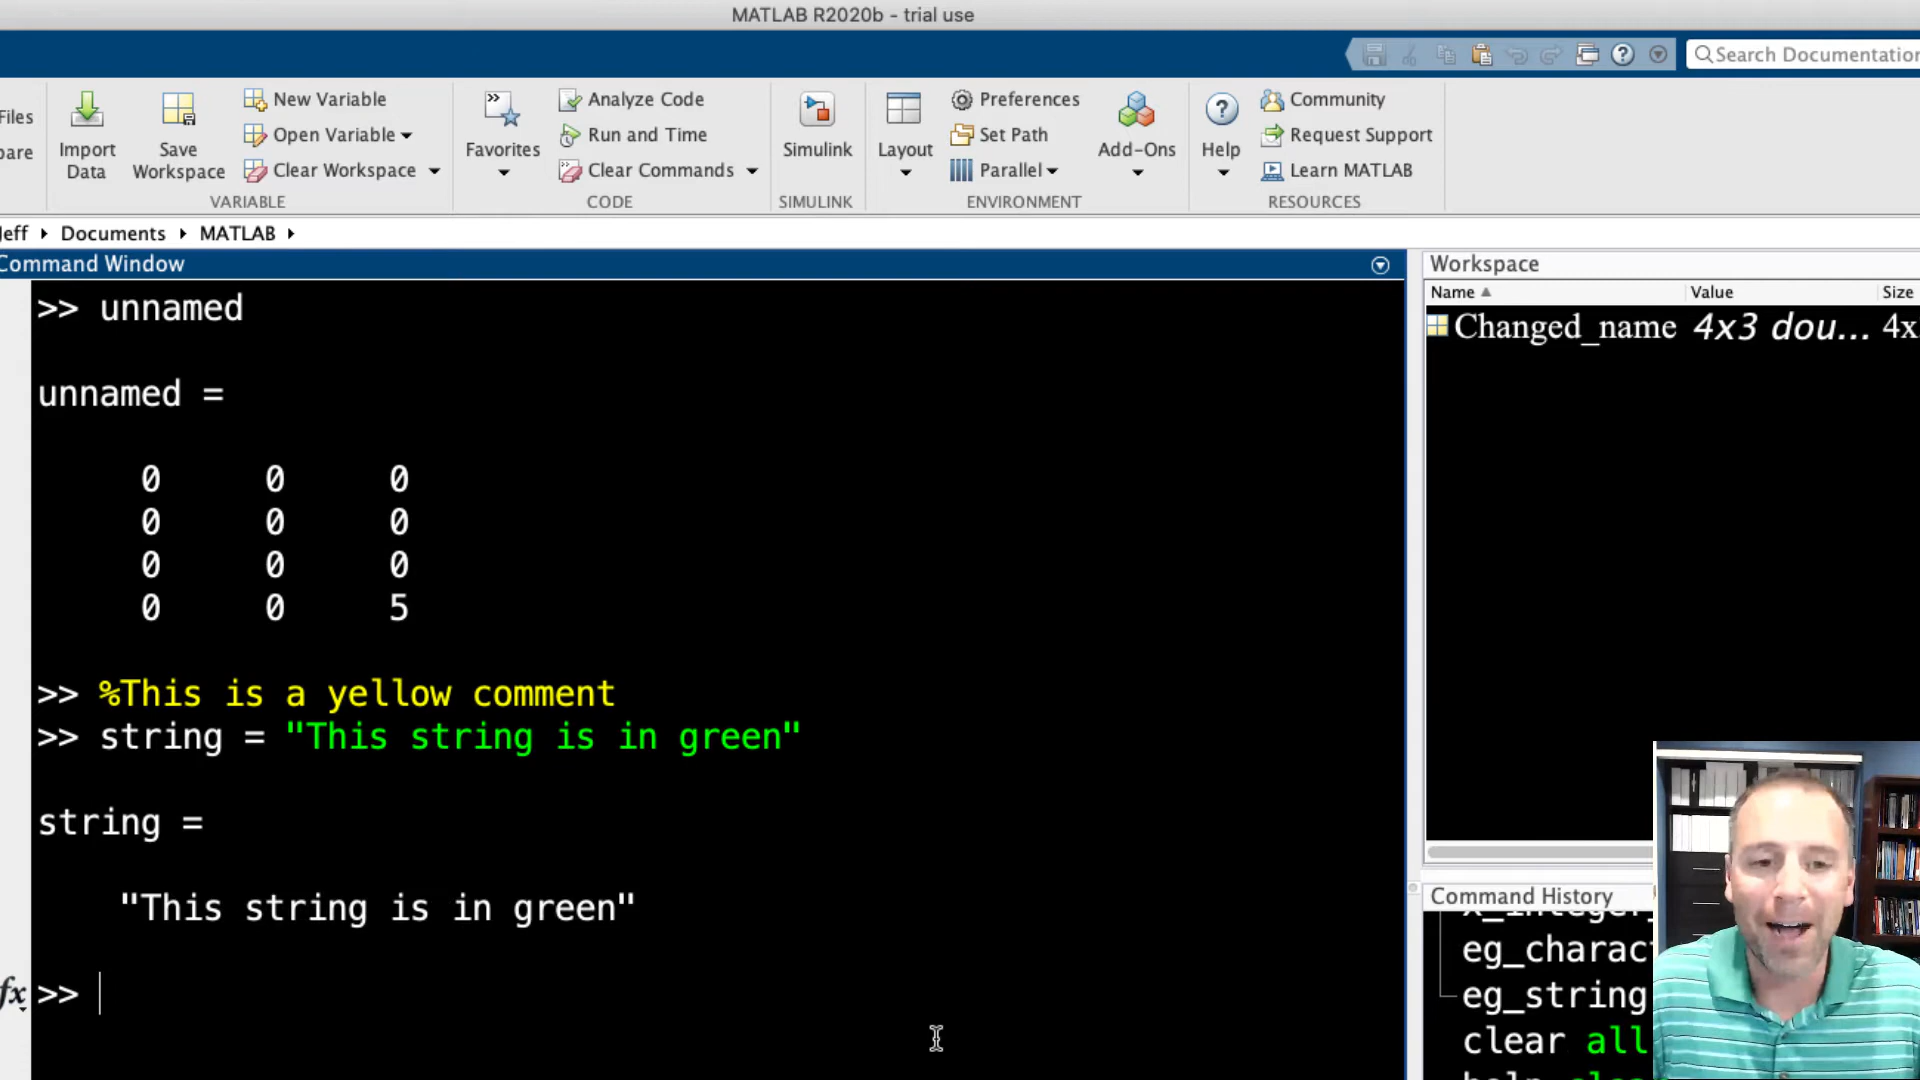 MATLAB R2020b - trial use
Search Documentation
Files
Import
Data
Save
Workspace
New Variable
Open Variable
Clear Workspace
VARIABLE
Favorites
Analyze Code
Run and Time
Clear Commands
CODE
Simulink
SIMULINK
Layout
Preferences
Set Path
Parallel
Add-Ons
ENVIRONMENT
Help
Community
Request Support
Learn MATLAB
RESOURCES
Jeff ▸ Documents ▸ MATLAB ▸
Command Window
>> unnamed
unnamed =
0 0 0
0 0 0
0 0 0
0 0 5
>> %This is a yellow comment
>> string = "This string is in green"
string =
"This string is in green"
fx >>
Workspace
Name Value Size
Changed_name 4x3 dou... 4x
Command History
x_integer_
eg_charact
eg_string
clear all